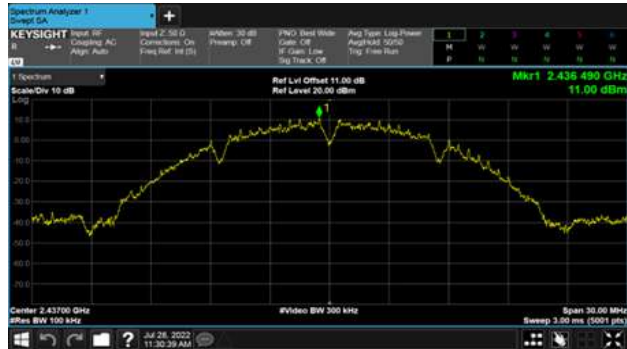 Spectrum Analyzer 1
Swept SA
+
KEYSIGHT Input: RF Input Z: 50 Ω #Atten: 30 dB PNO: Best Wide Avg Type: Log-Power 1 2 3 4 5 6
R Coupling: AC Corrections: On Preamp: Off Gate: Off Avg|Hold: 50/50 M W W W W W
Align: Auto Freq Ref: Int (S) IF Gain: Low Trig: Free Run P N N N N N
LXI Sig Track: Off
1 Spectrum Ref Lvl Offset 11.00 dB Mkr1 2.436 490 GHz
Scale/Div 10 dB Ref Level 20.00 dBm 11.00 dBm
Log
1
10.0
0.00
-10.0
-20.0
-30.0
-40.0
-50.0
-60.0
-70.0
Center 2.43700 GHz #Video BW 300 kHz Span 30.00 MHz
#Res BW 100 kHz Sweep 3.00 ms (5001 pts)
? Jul 28, 2022
11:30:39 AM